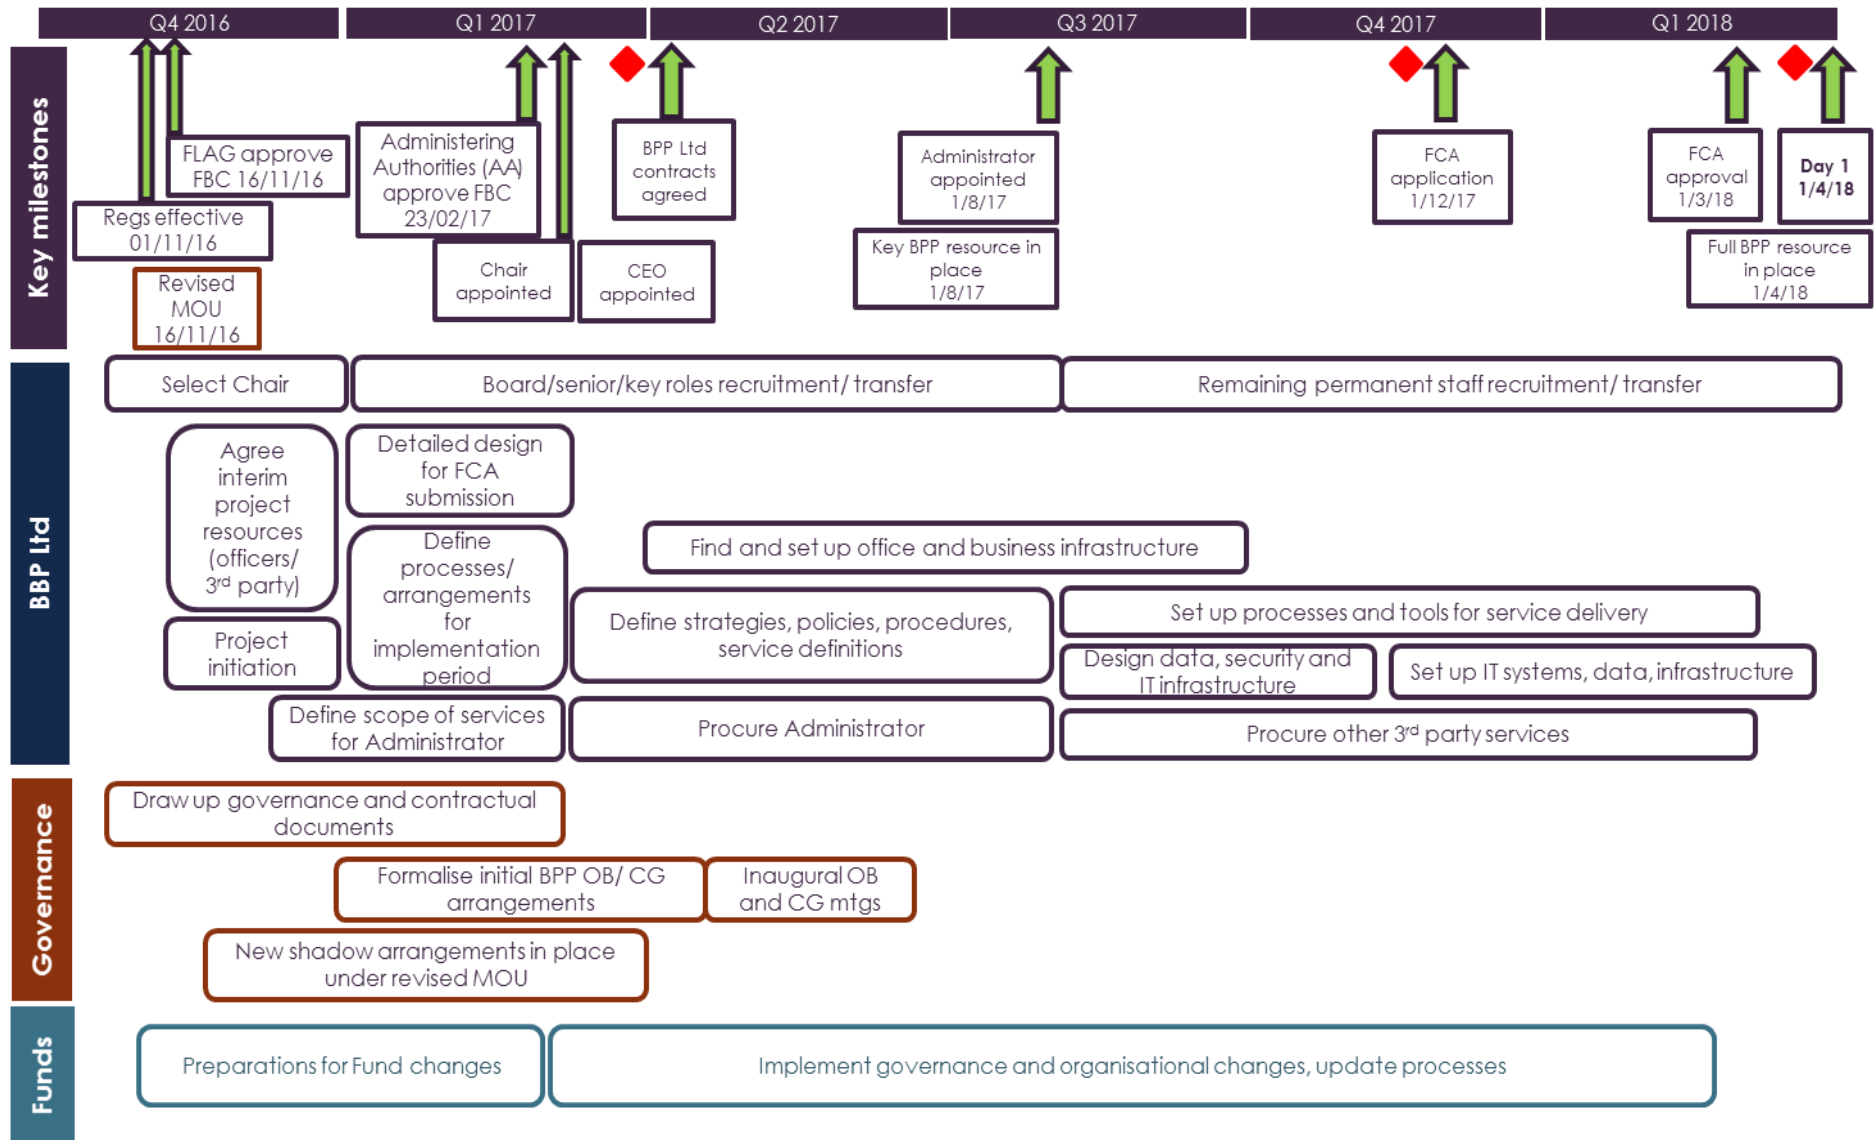 Q4 2016
Q1 2017
Q2 2017
Q3 2017
Q4 2017
Q1 2018
Key milestones
FLAG approve
FBC 16/11/16
Regs effective
01/11/16
Revised
MOU
16/11/16
Administering
Authorities (AA)
approve FBC
23/02/17
Chair
appointed
BPP Ltd
contracts
agreed
CEO
appointed
Administrator
appointed
1/8/17
Key BPP resource in
place
1/8/17
FCA
application
1/12/17
FCA
approval
1/3/18
Day 1
1/4/18
Full BPP resource
in place
1/4/18
BBP Ltd
Select Chair
Board/senior/key roles recruitment/ transfer
Remaining permanent staff recruitment/ transfer
Agree
interim
project
resources
(officers/
3rd party)
Detailed design
for FCA
submission
Define
processes/
arrangements
for
implementation
period
Find and set up office and business infrastructure
Project
initiation
Define strategies, policies, procedures,
service definitions
Set up processes and tools for service delivery
Design data, security and
IT infrastructure
Set up IT systems, data, infrastructure
Define scope of services
for Administrator
Procure Administrator
Procure other 3rd party services
Governance
Draw up governance and contractual
documents
Formalise initial BPP OB/ CG
arrangements
Inaugural OB
and CG mtgs
New shadow arrangements in place
under revised MOU
Funds
Preparations for Fund changes
Implement governance and organisational changes, update processes